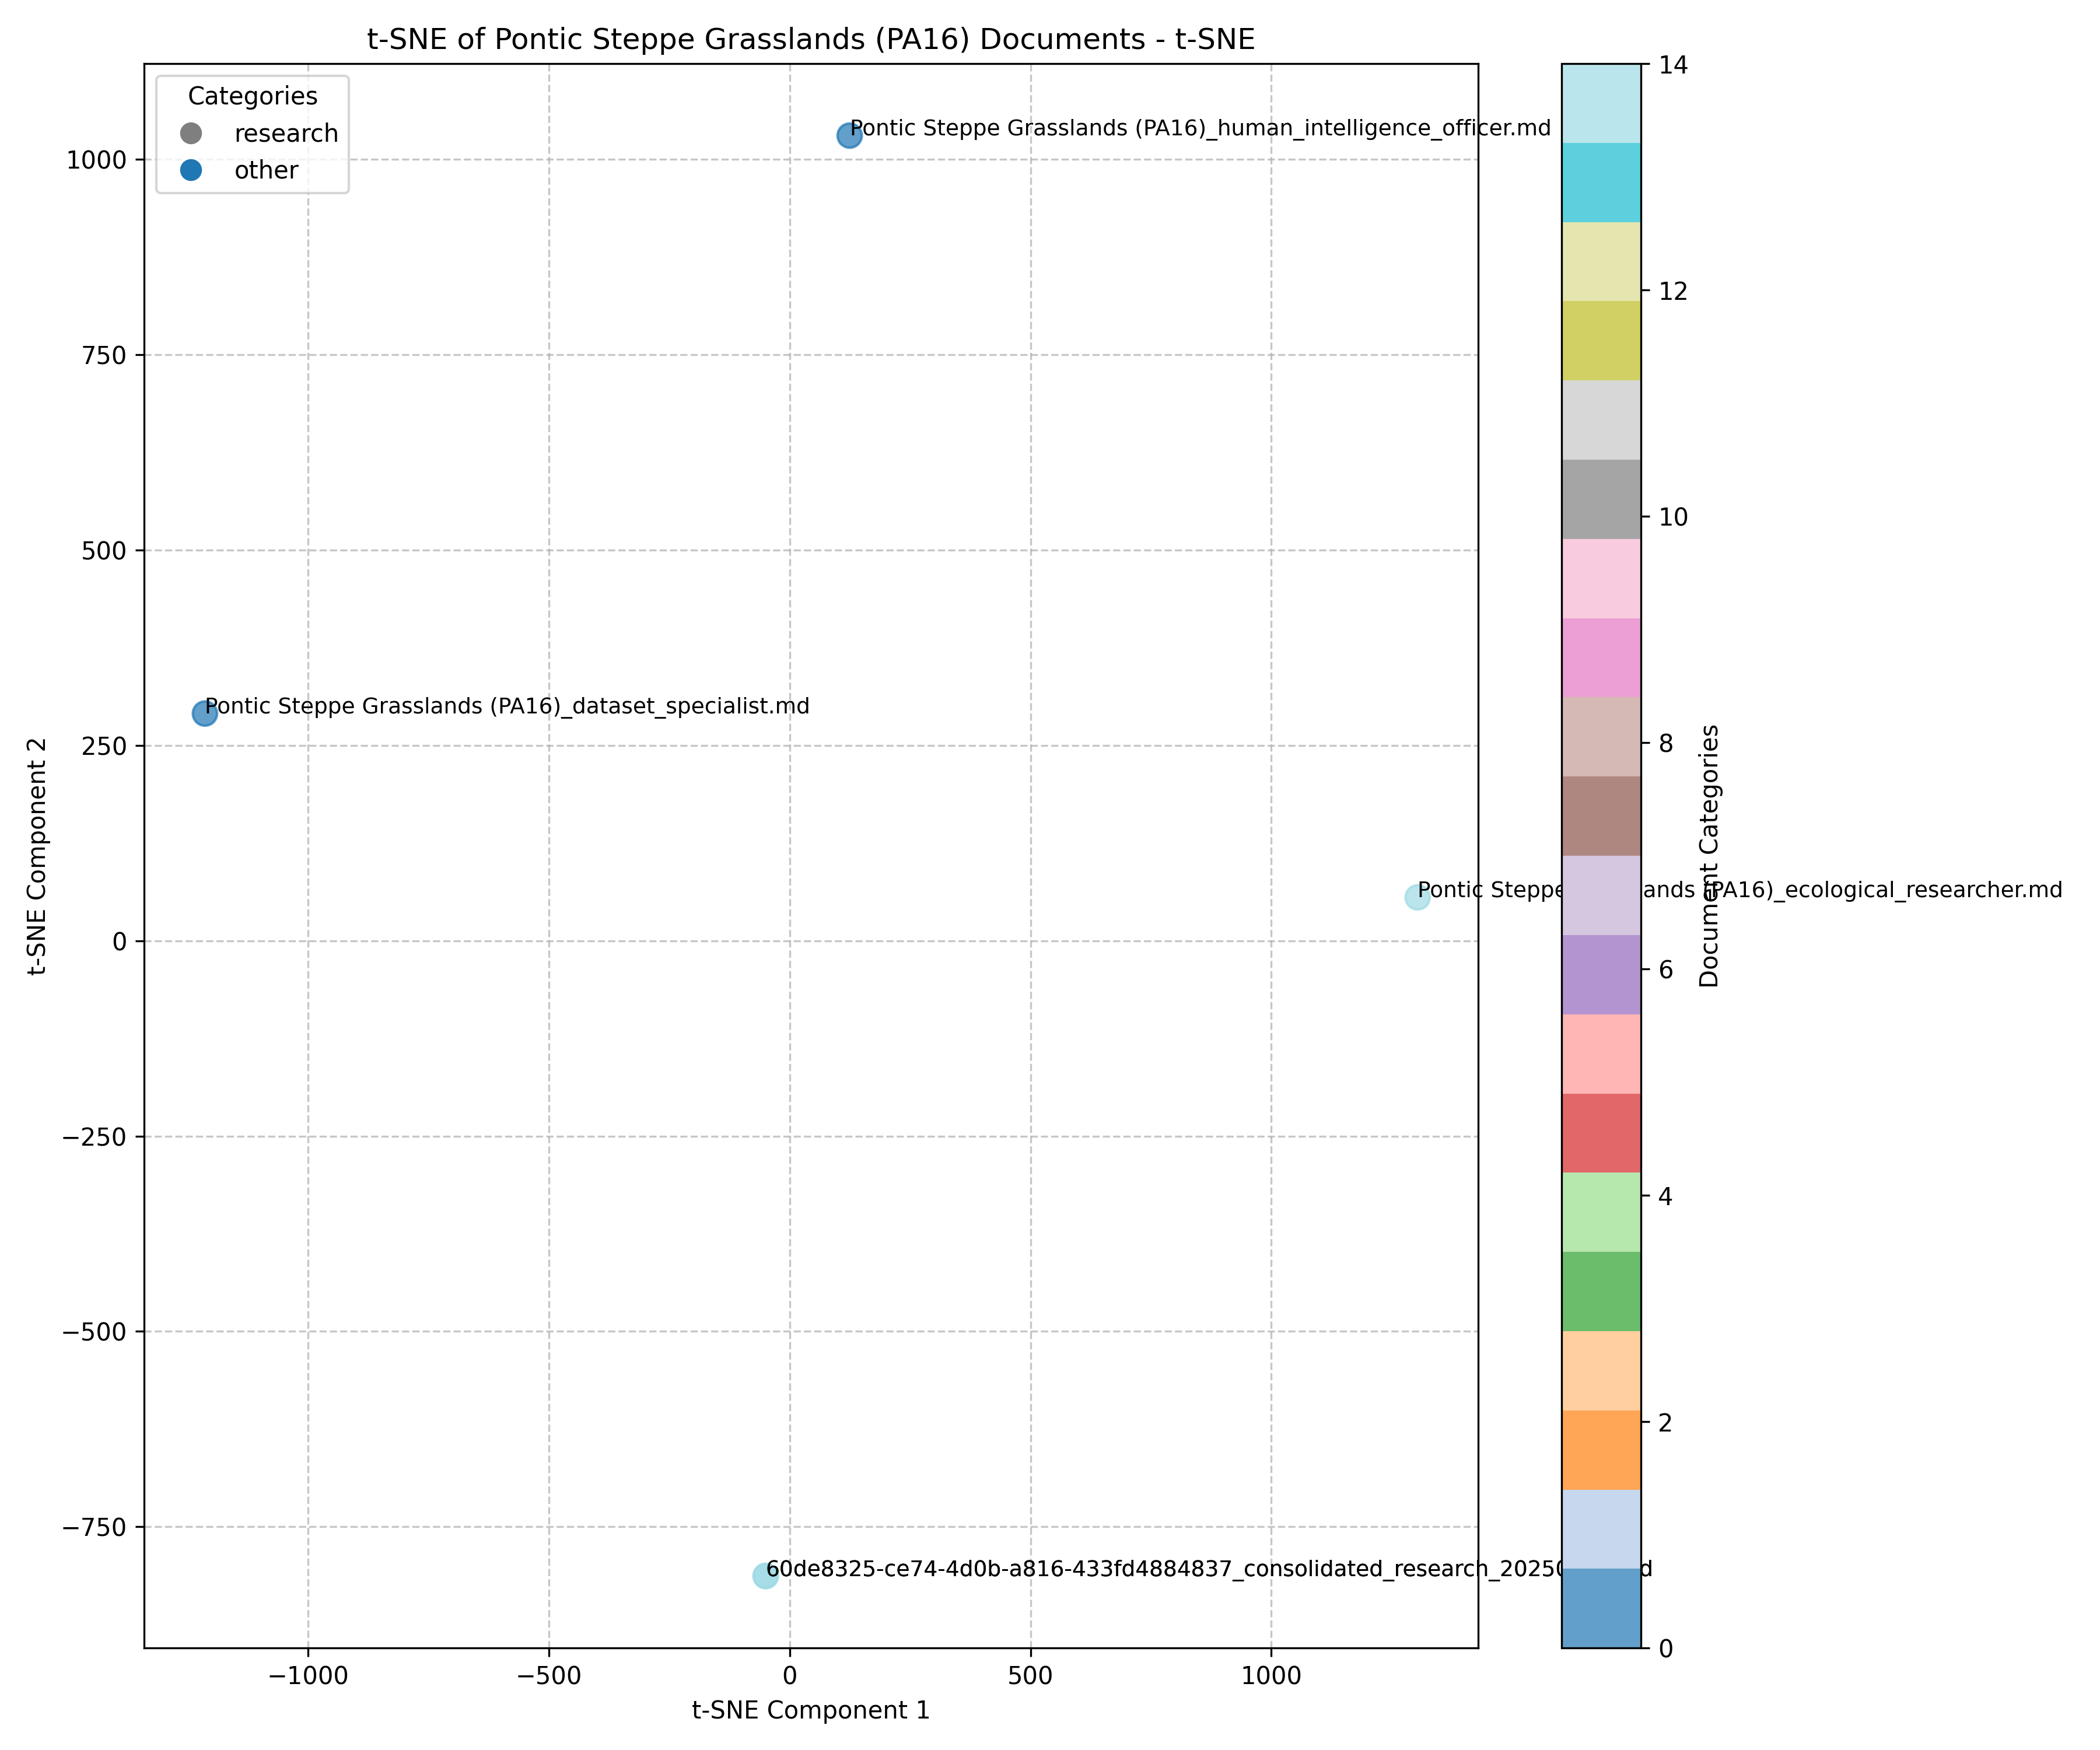 t-SNE of Pontic Steppe Grasslands (PA16) Documents - t-SNE
Categories
research
other
Pontic Steppe Grasslands (PA16)_human_intelligence_officer.md
Pontic Steppe Grasslands (PA16)_dataset_specialist.md
Pontic Steppe ands (PA16)_ecological_researcher.md
60de8325-ce74-4d0b-a816-433fd4884837_consolidated_research_2025 d
1000
750
500
250
0
−250
−500
−750
t-SNE Component 2
−1000
−500
0
500
1000
t-SNE Component 1
14
12
10
8
6
4
2
0
Document Categories